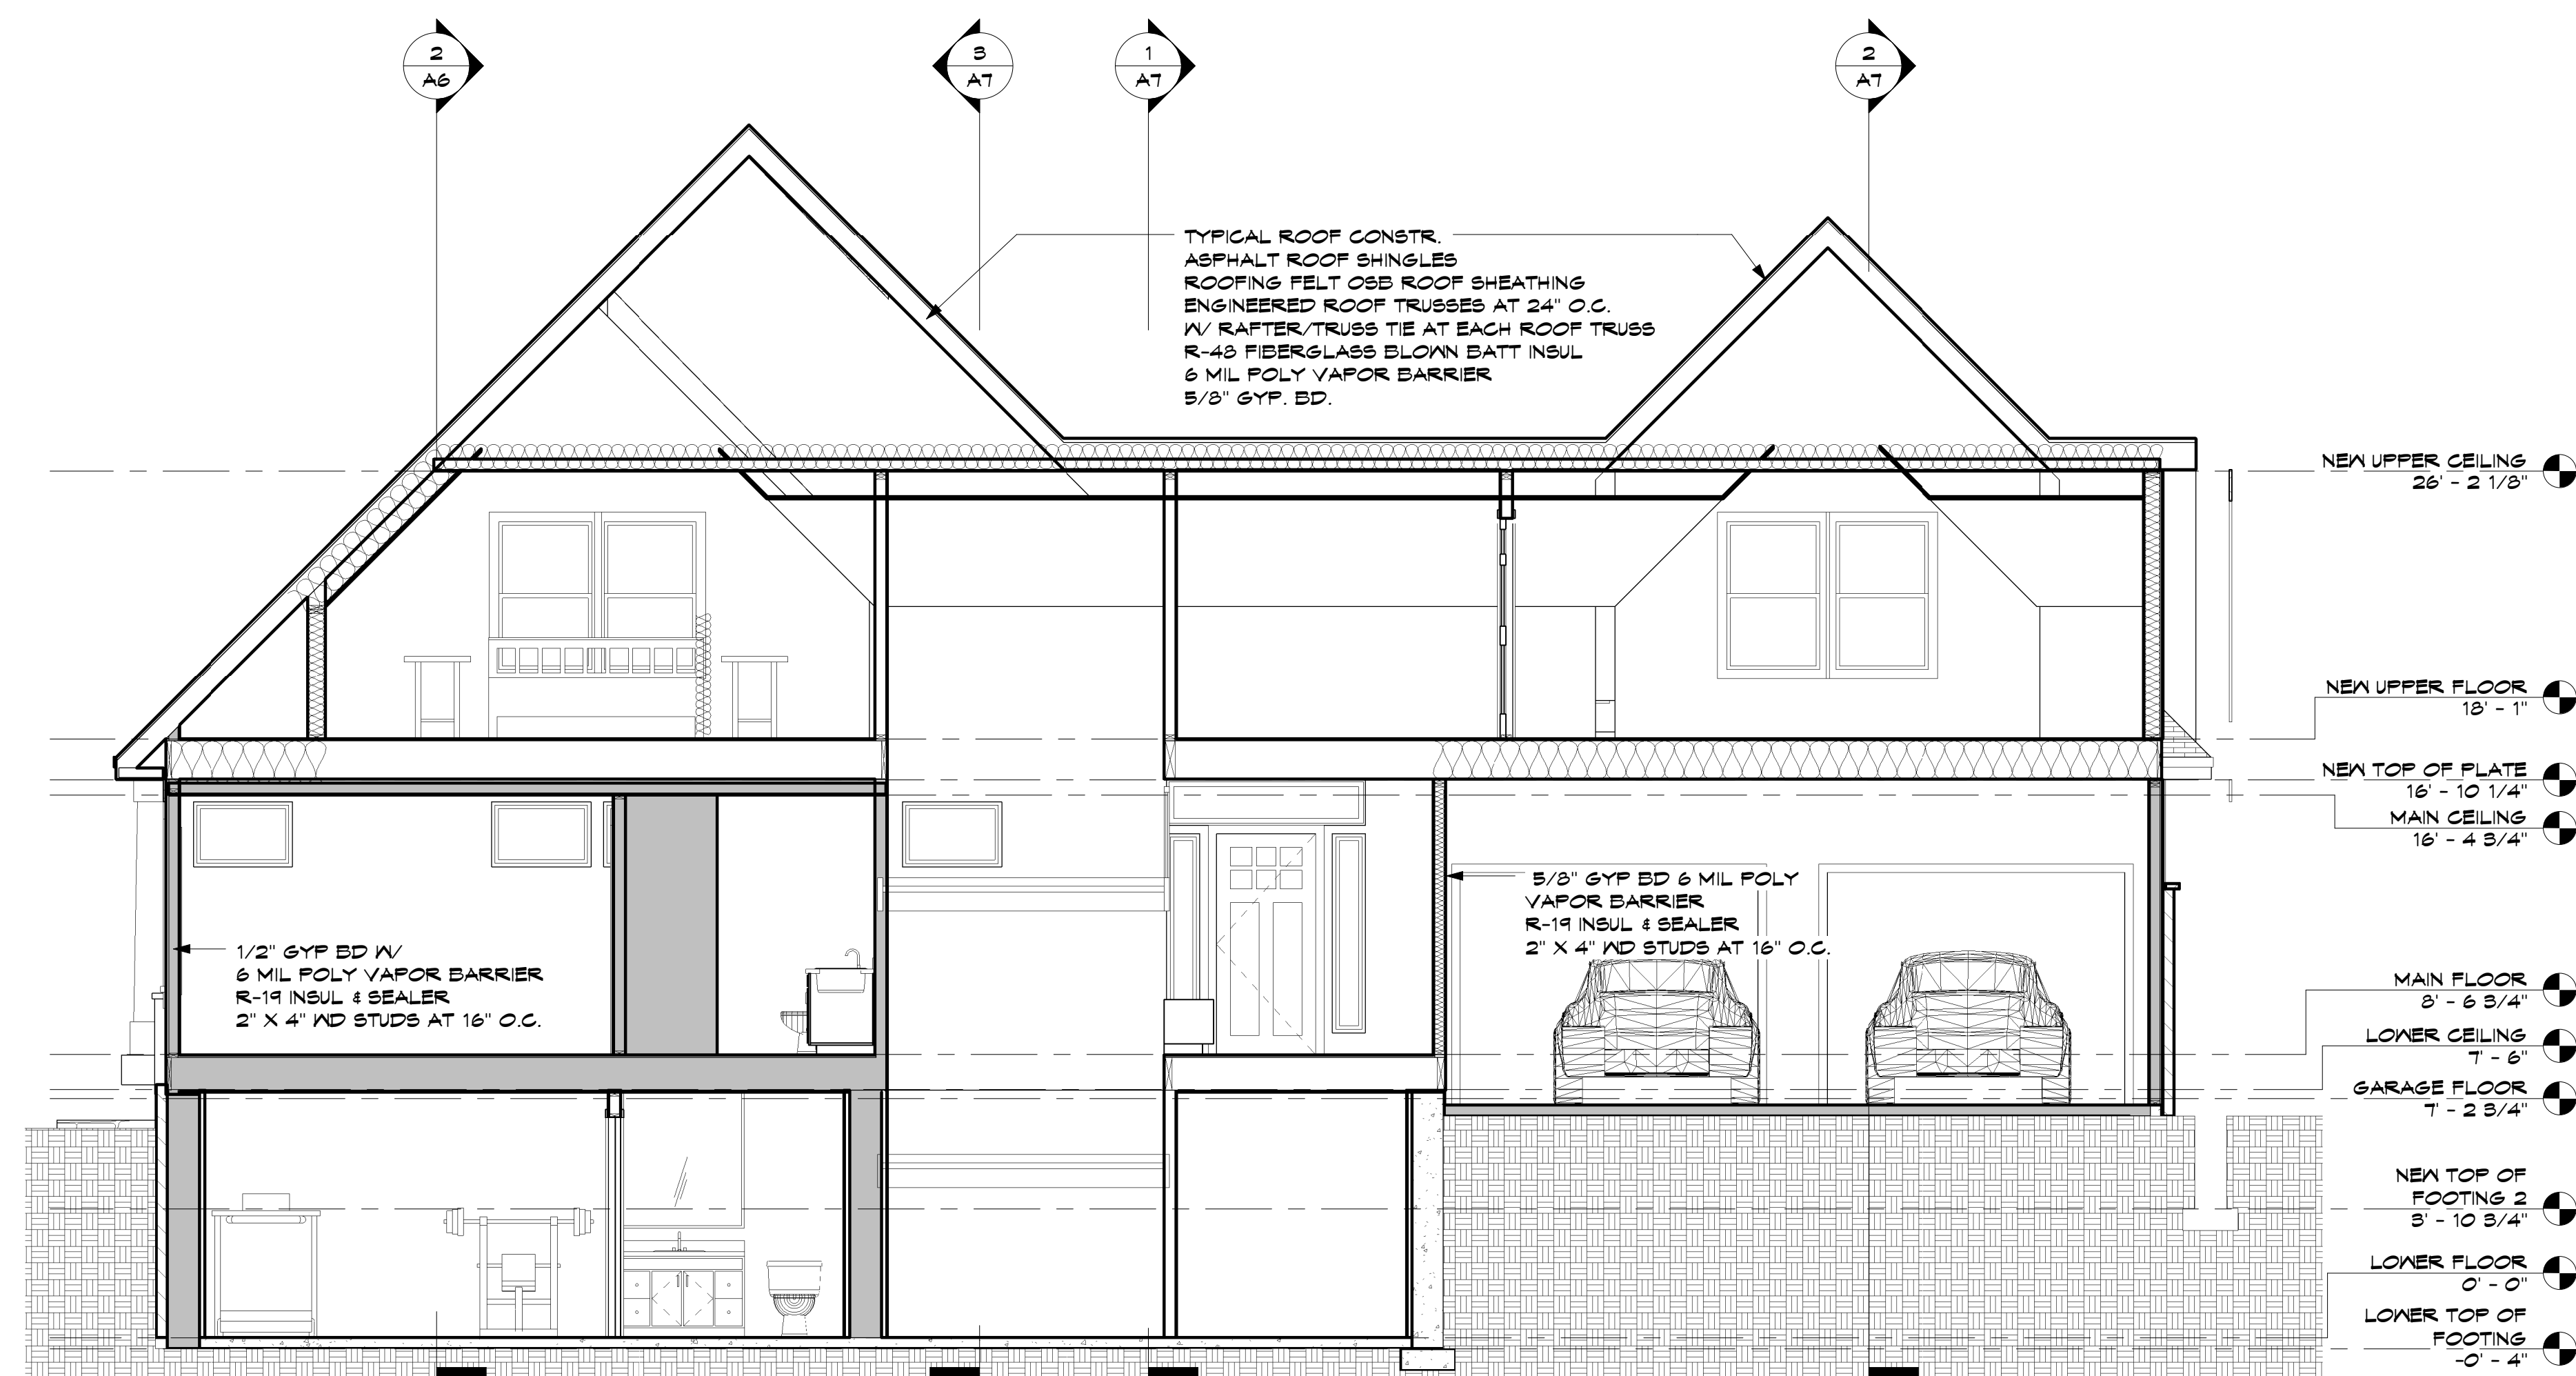 2
A6
3
A7
1
A7
2
A7
TYPICAL ROOF CONSTR.
ASPHALT ROOF SHINGLES
ROOFING FELT OSB ROOF SHEATHING
ENGINEERED ROOF TRUSSES AT 24" O.C.
W/ RAFTER/TRUSS TIE AT EACH ROOF TRUSS
R-48 FIBERGLASS BLOWN BATT INSUL
6 MIL POLY VAPOR BARRIER
5/8" GYP. BD.
NEW UPPER CEILING
26' - 2 1/8"
NEW UPPER FLOOR
18' - 1"
NEW TOP OF PLATE
16' - 10 1/4"
MAIN CEILING
16' - 4 3/4"
5/8" GYP BD 6 MIL POLY
VAPOR BARRIER
R-19 INSUL & SEALER
2" X 4" WD STUDS AT 16" O.C.
1/2" GYP BD W/
6 MIL POLY VAPOR BARRIER
R-19 INSUL & SEALER
2" X 4" WD STUDS AT 16" O.C.
MAIN FLOOR
8' - 6 3/4"
LOWER CEILING
7' - 6"
GARAGE FLOOR
7' - 2 3/4"
NEW TOP OF
FOOTING 2
3' - 10 3/4"
LOWER FLOOR
0' - 0"
LOWER TOP OF
FOOTING
-0' - 4"